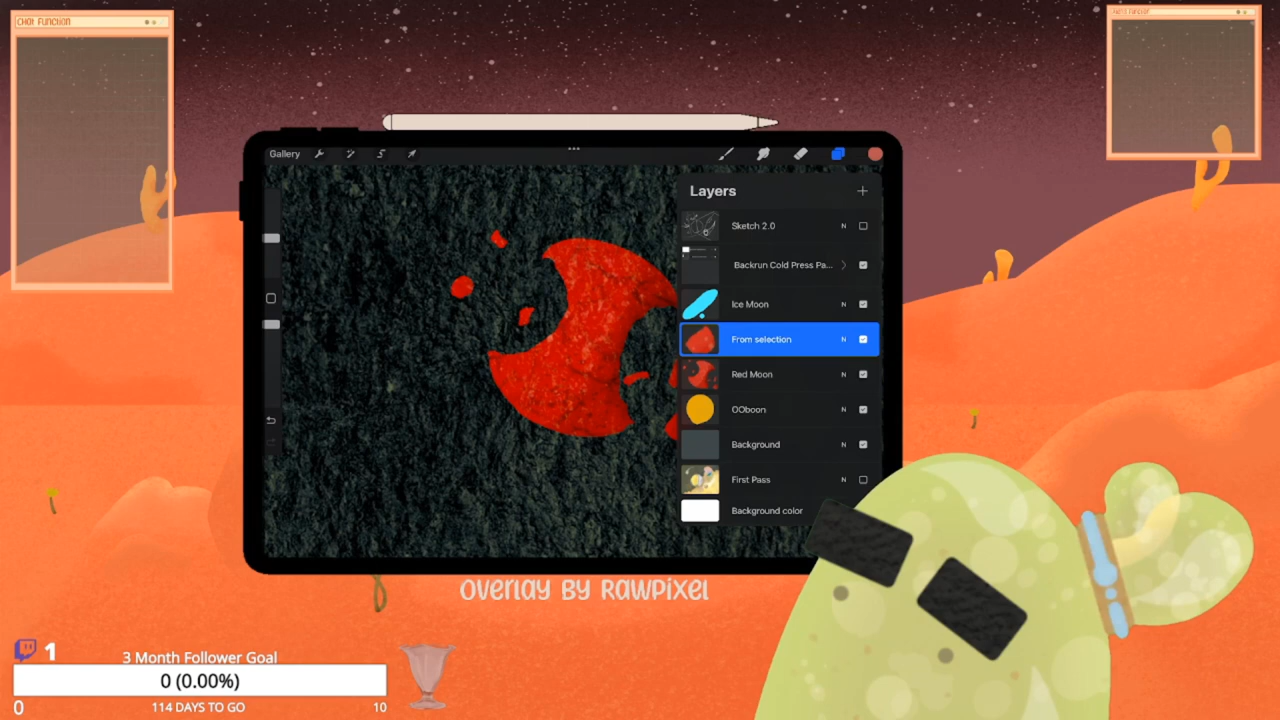 CHAT FUNCTION
Gallery
Layers
Sketch 2.0 N
Backrun Cold Press Pa...
Ice Moon N
From selection N
Red Moon N
OOboon N
Background N
First Pass N
Background color
OVERLAY BY RAWPIXEL
1
3 Month Follower Goal
0 (0.00%)
0 114 DAYS TO GO 10